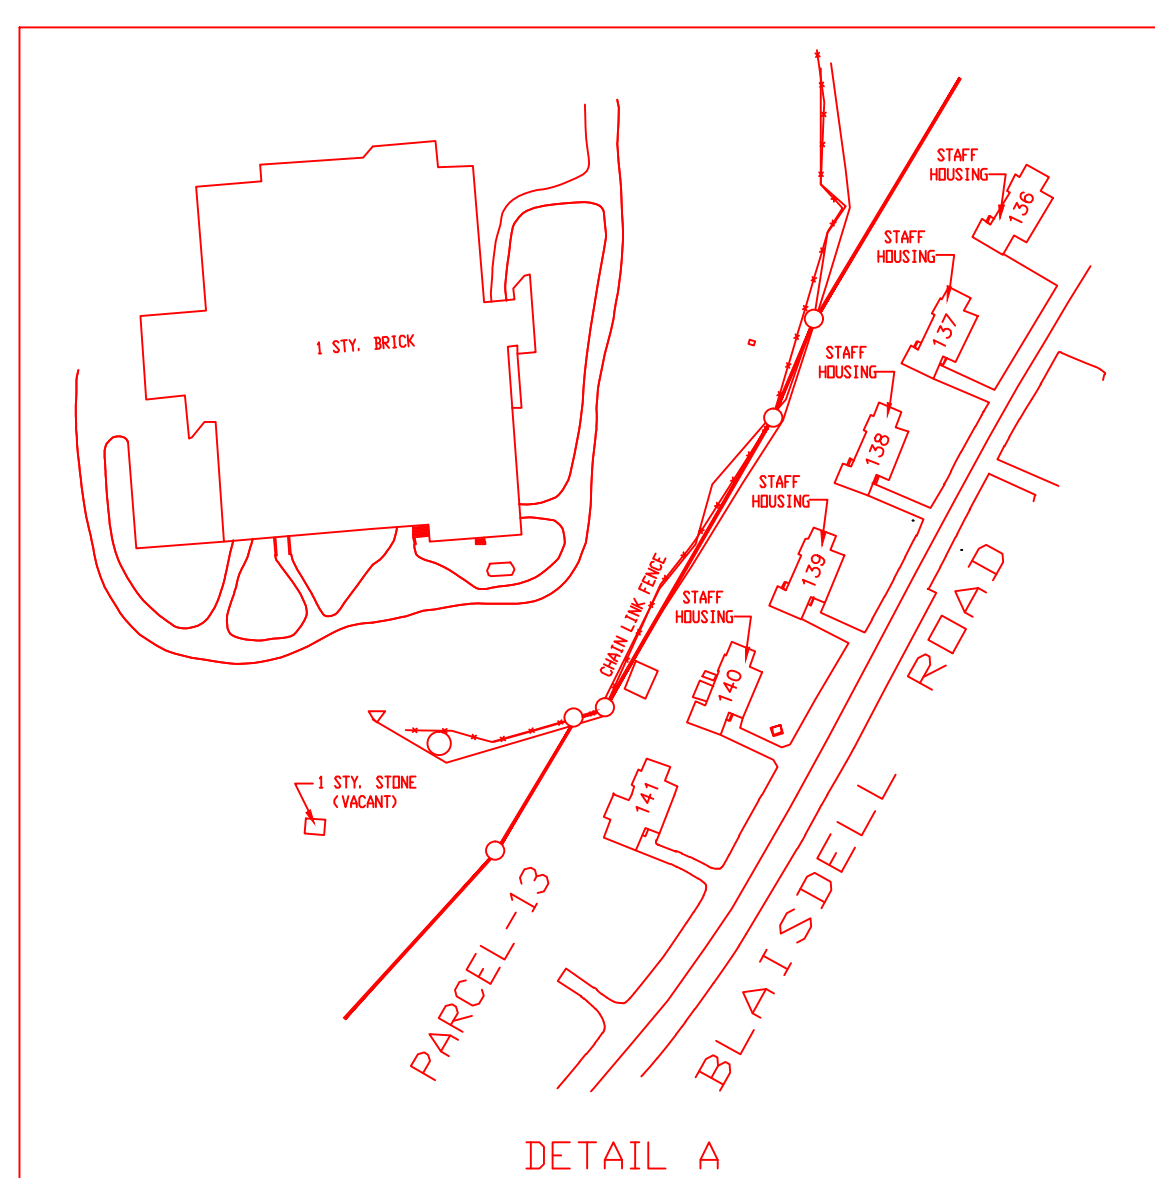 STAFF
HOUSING
136
STAFF
HOUSING
137
1 STY. BRICK
STAFF
HOUSING
138
STAFF
HOUSING
139
CHAIN LINK FENCE
STAFF
HOUSING
140
1 STY. STONE
(VACANT)
141
PARCEL-13
BLAISDELL ROAD
DETAIL A